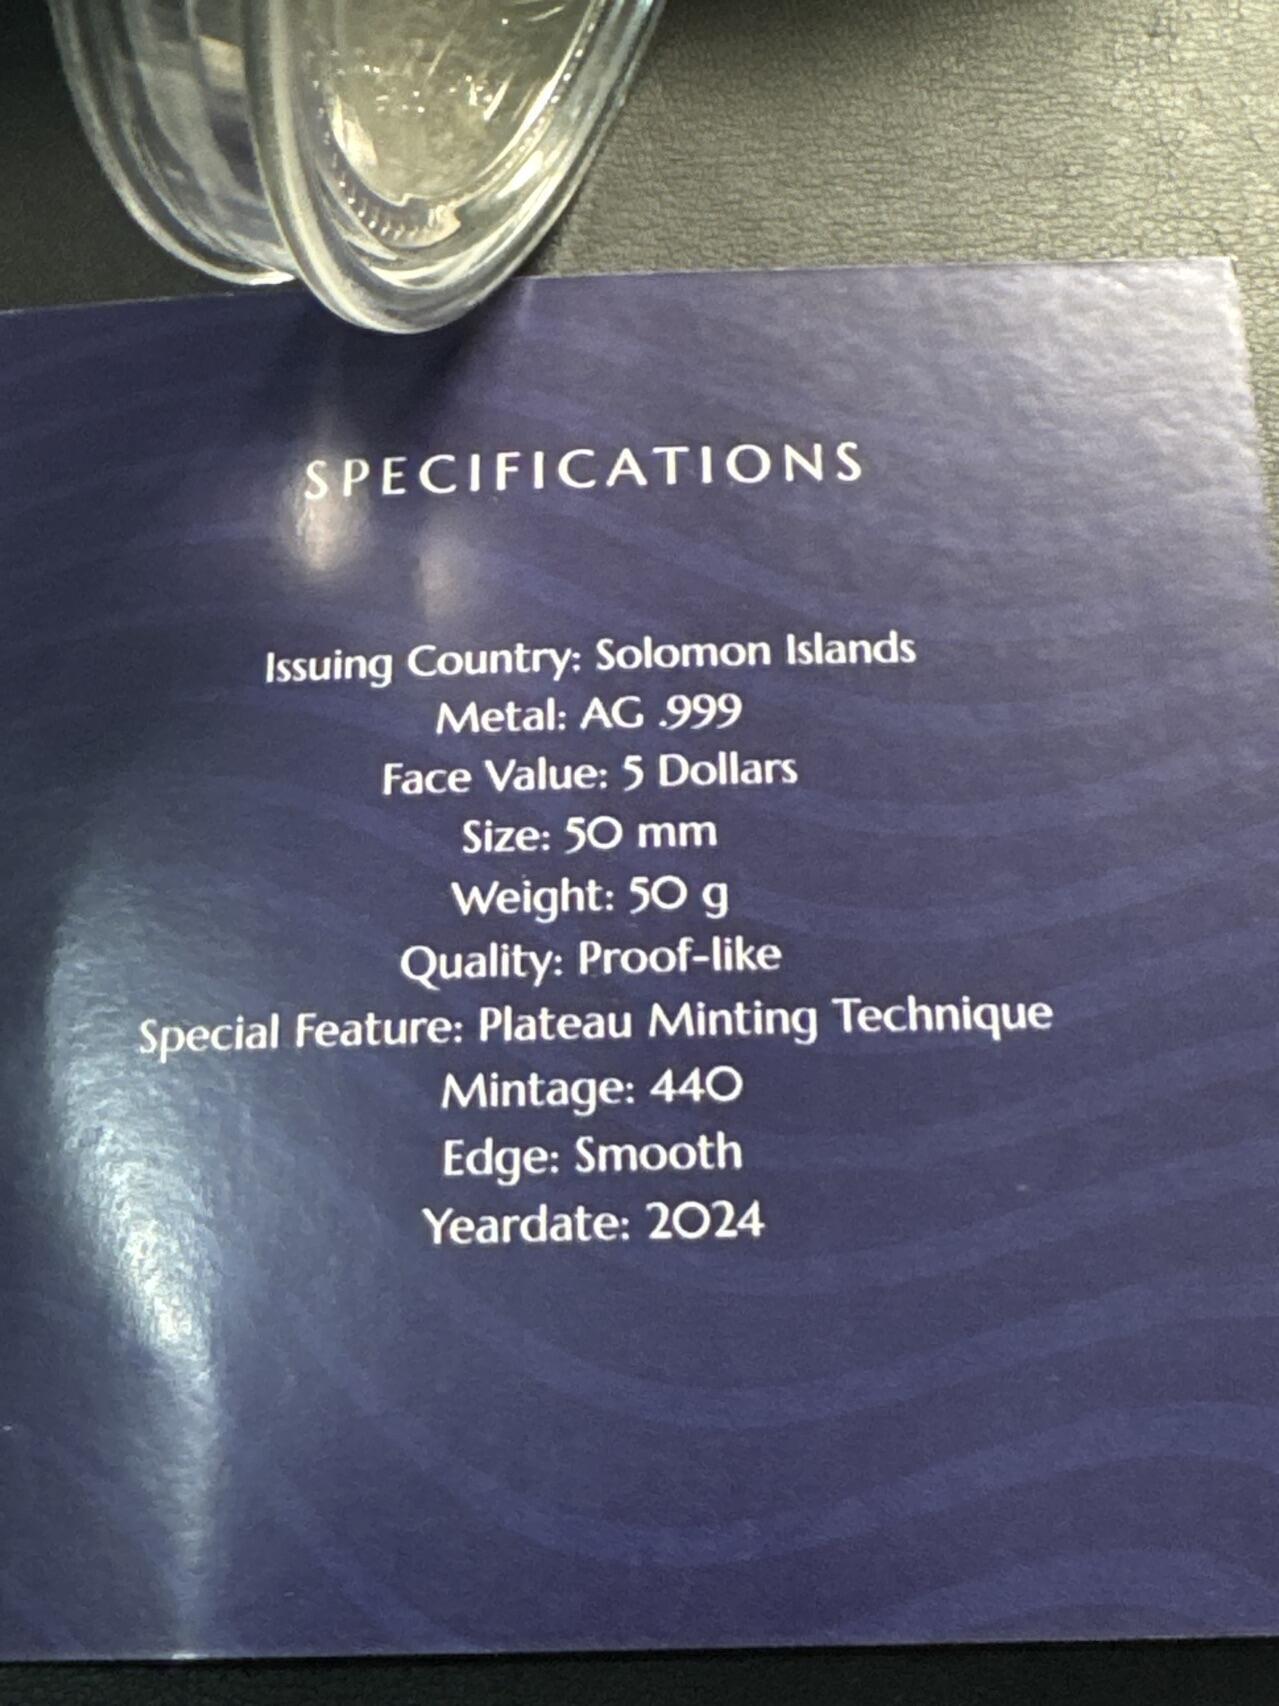 SPECIFICATIONS
Issuing Country: Solomon Islands
Metal: AG .999
Face Value: 5 Dollars
Size: 50 mm
Weight: 50 g
Quality: Proof-like
Special Feature: Plateau Minting Technique
Mintage: 440
Edge: Smooth
Yeardate: 2024